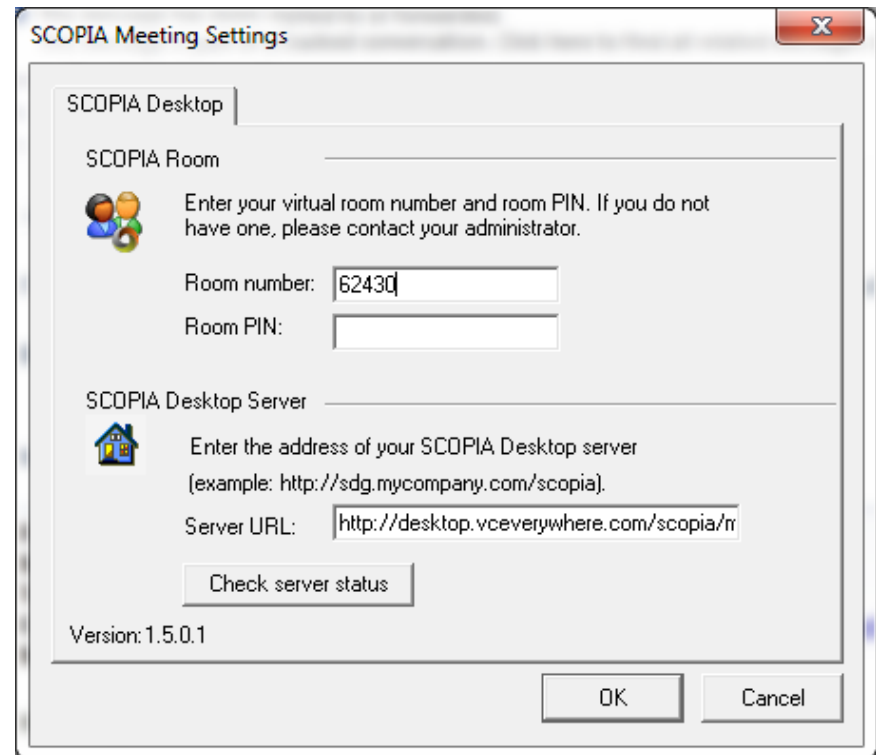 SCOPIA Meeting Settings
SCOPIA Desktop
SCOPIA Room
Enter your virtual room number and room PIN. If you do not
have one, please contact your administrator.
Room number: 62430
Room PIN:
SCOPIA Desktop Server
Enter the address of your SCOPIA Desktop server
(example: http://sdg.mycompany.com/scopia).
Server URL: http://desktop.vceverywhere.com/scopia/m
Check server status
Version:1.5.0.1
OK Cancel